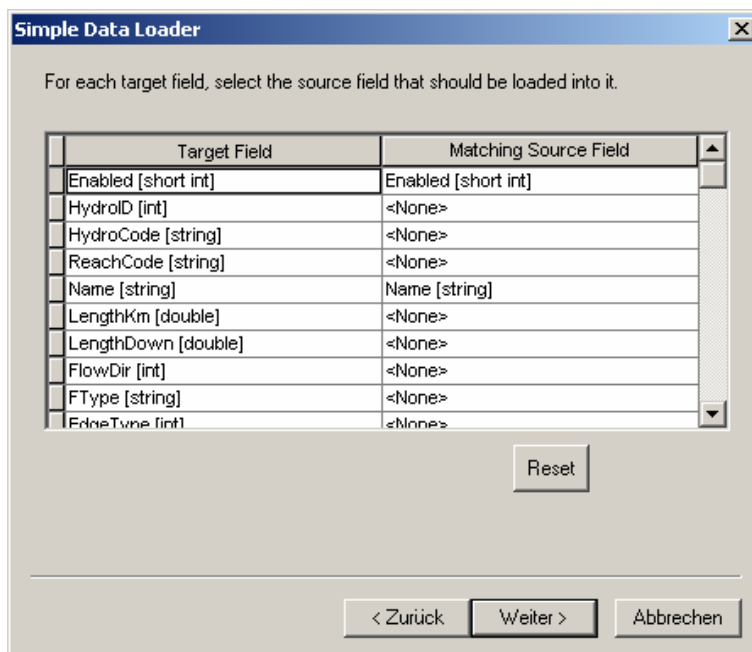 Simple Data Loader
For each target field, select the source field that should be loaded into it.
Target Field Matching Source Field
Enabled [short int] Enabled [short int]
HydroID [int] <None>
HydroCode [string] <None>
ReachCode [string] <None>
Name [string] Name [string]
LengthKm [double] <None>
LengthDown [double] <None>
FlowDir [int] <None>
FType [string] <None>
EdgeType [int] <None>
Reset
< Zurück Weiter > Abbrechen